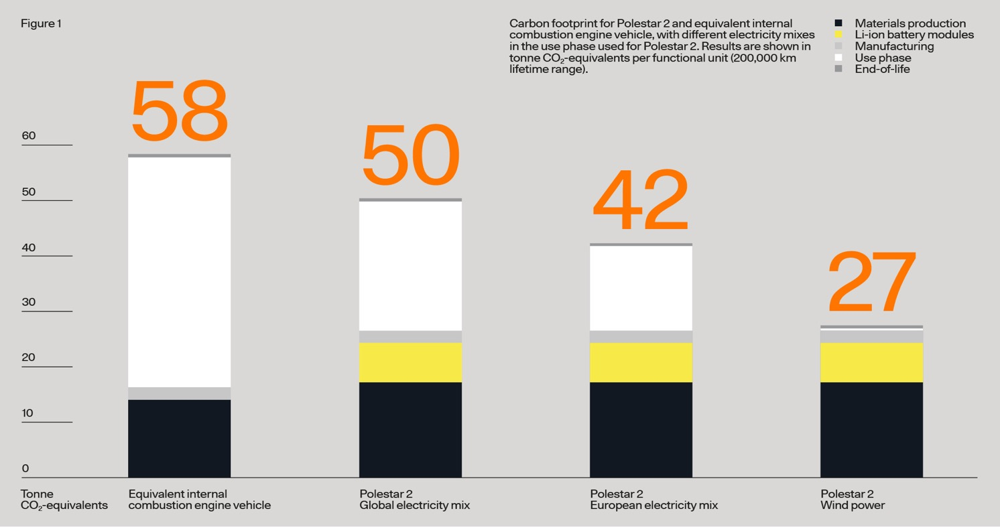 Figure 1
Carbon footprint for Polestar 2 and equivalent internal
combustion engine vehicle, with different electricity mixes
in the use phase used for Polestar 2. Results are shown in
tonne CO₂-equivalents per functional unit (200,000 km
lifetime range).
Materials production
Li-ion battery modules
Manufacturing
Use phase
End-of-life
58
50
42
27
60
50
40
30
20
10
0
Tonne
CO₂-equivalents
Equivalent internal
combustion engine vehicle
Polestar 2
Global electricity mix
Polestar 2
European electricity mix
Polestar 2
Wind power